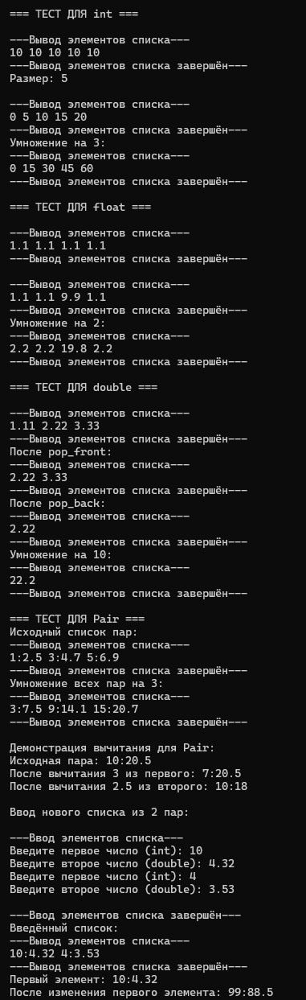 === ТЕСТ ДЛЯ int ===
---Вывод элементов списка---
10 10 10 10 10
---Вывод элементов списка завершён---
Размер: 5
---Вывод элементов списка---
0 5 10 15 20
---Вывод элементов списка завершён---
Умножение на 3:
---Вывод элементов списка---
0 15 30 45 60
---Вывод элементов списка завершён---
=== ТЕСТ ДЛЯ float ===
---Вывод элементов списка---
1.1 1.1 1.1 1.1
---Вывод элементов списка завершён---
---Вывод элементов списка---
1.1 1.1 9.9 1.1
---Вывод элементов списка завершён---
Умножение на 2:
---Вывод элементов списка---
2.2 2.2 19.8 2.2
---Вывод элементов списка завершён---
=== ТЕСТ ДЛЯ double ===
---Вывод элементов списка---
1.11 2.22 3.33
---Вывод элементов списка завершён---
После pop_front:
---Вывод элементов списка---
2.22 3.33
---Вывод элементов списка завершён---
После pop_back:
---Вывод элементов списка---
2.22
---Вывод элементов списка завершён---
Умножение на 10:
---Вывод элементов списка---
22.2
---Вывод элементов списка завершён---
=== ТЕСТ ДЛЯ Pair ===
Исходный список пар:
---Вывод элементов списка---
1:2.5 3:4.7 5:6.9
---Вывод элементов списка завершён---
Умножение всех пар на 3:
---Вывод элементов списка---
3:7.5 9:14.1 15:20.7
---Вывод элементов списка завершён---
Демонстрация вычитания для Pair:
Исходная пара: 10:20.5
После вычитания 3 из первого: 7:20.5
После вычитания 2.5 из второго: 10:18
Ввод нового списка из 2 пар:
---Ввод элементов списка---
Введите первое число (int): 10
Введите второе число (double): 4.32
Введите первое число (int): 4
Введите второе число (double): 3.53
---Ввод элементов списка завершён---
Введённый список:
---Вывод элементов списка---
10:4.32 4:3.53
---Вывод элементов списка завершён---
Первый элемент: 10:4.32
После изменения первого элемента: 99:88.5